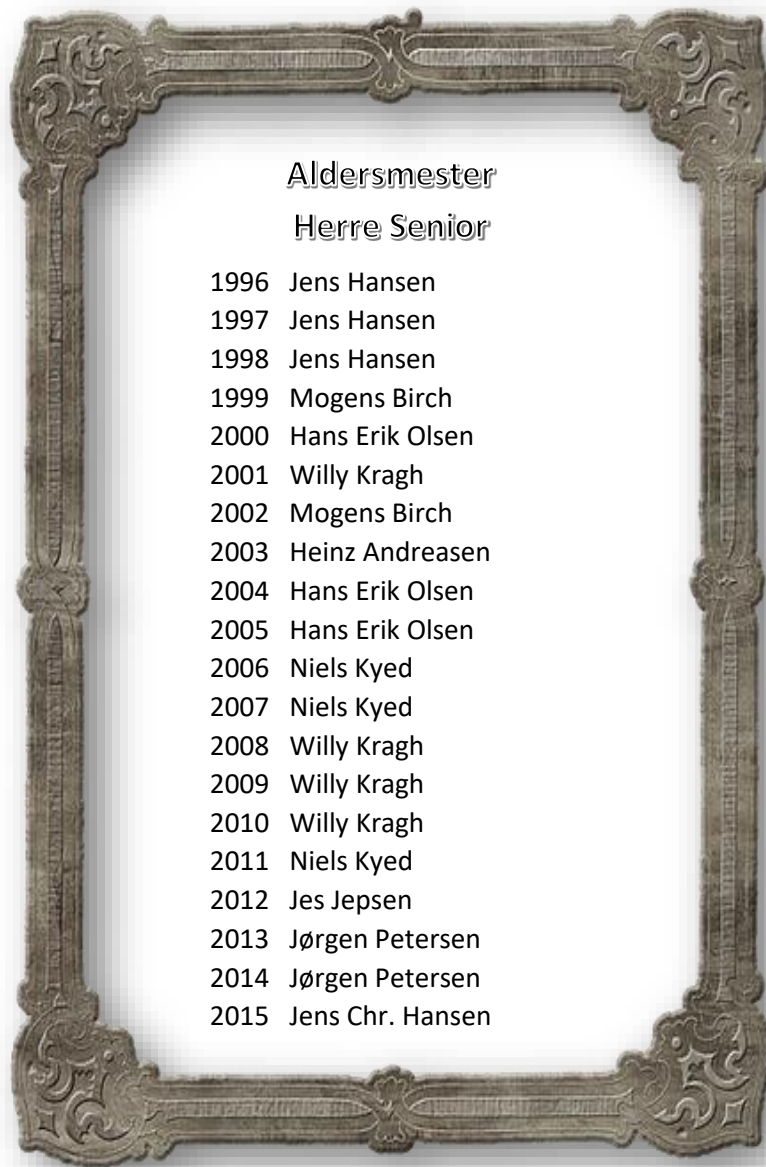 Aldersmester
Herre Senior
1996 Jens Hansen
1997 Jens Hansen
1998 Jens Hansen
1999 Mogens Birch
2000 Hans Erik Olsen
2001 Willy Kragh
2002 Mogens Birch
2003 Heinz Andreasen
2004 Hans Erik Olsen
2005 Hans Erik Olsen
2006 Niels Kyed
2007 Niels Kyed
2008 Willy Kragh
2009 Willy Kragh
2010 Willy Kragh
2011 Niels Kyed
2012 Jes Jepsen
2013 Jørgen Petersen
2014 Jørgen Petersen
2015 Jens Chr. Hansen